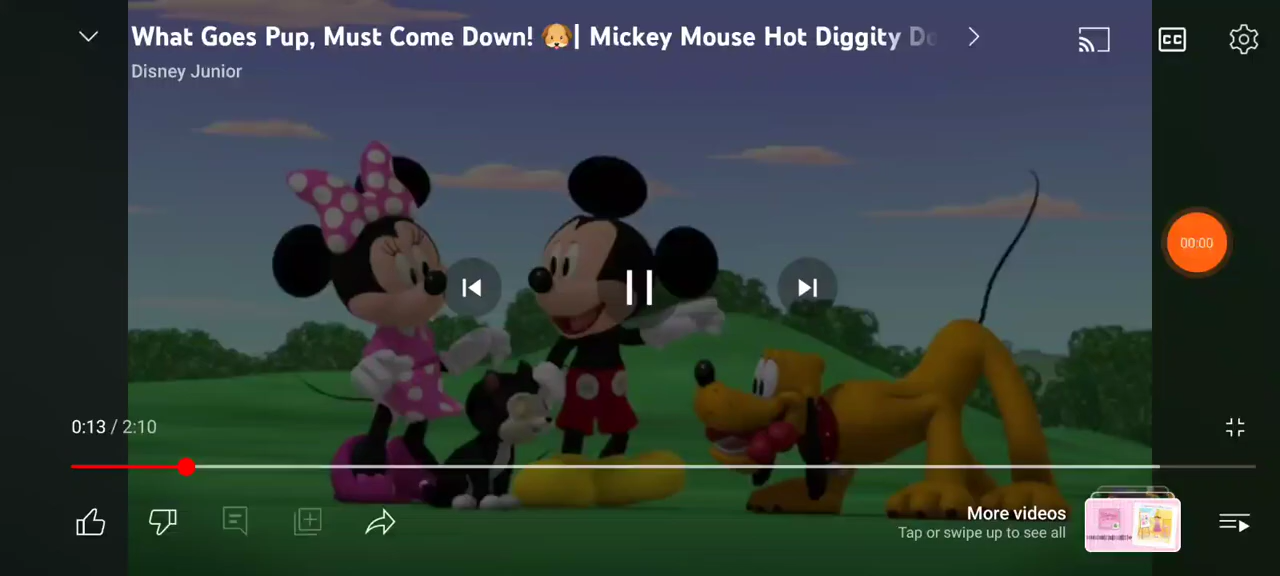 What Goes Pup, Must Come Down! 🐶| Mickey Mouse Hot Diggity
Disney Junior
CC
00:00
0:13 / 2:10
More videos
Tap or swipe up to see all